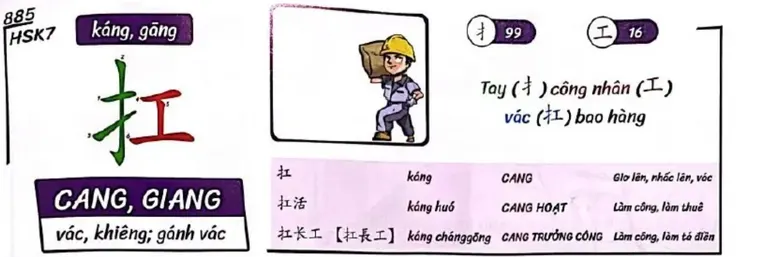 885
HSK7
káng, gāng
扛
CANG, GIANG
vác, khiêng; gánh vác
扌 99
工 16
Tay (扌) công nhân (工)
vác (扛) bao hàng
扛 káng CANG Giơ lên, nhấc lên, vác
扛活 káng huó CANG HOẠT Làm công, làm thuê
扛长工【扛長工】 káng chánggōng CANG TRƯỞNG CÔNG Làm công, làm tá điền